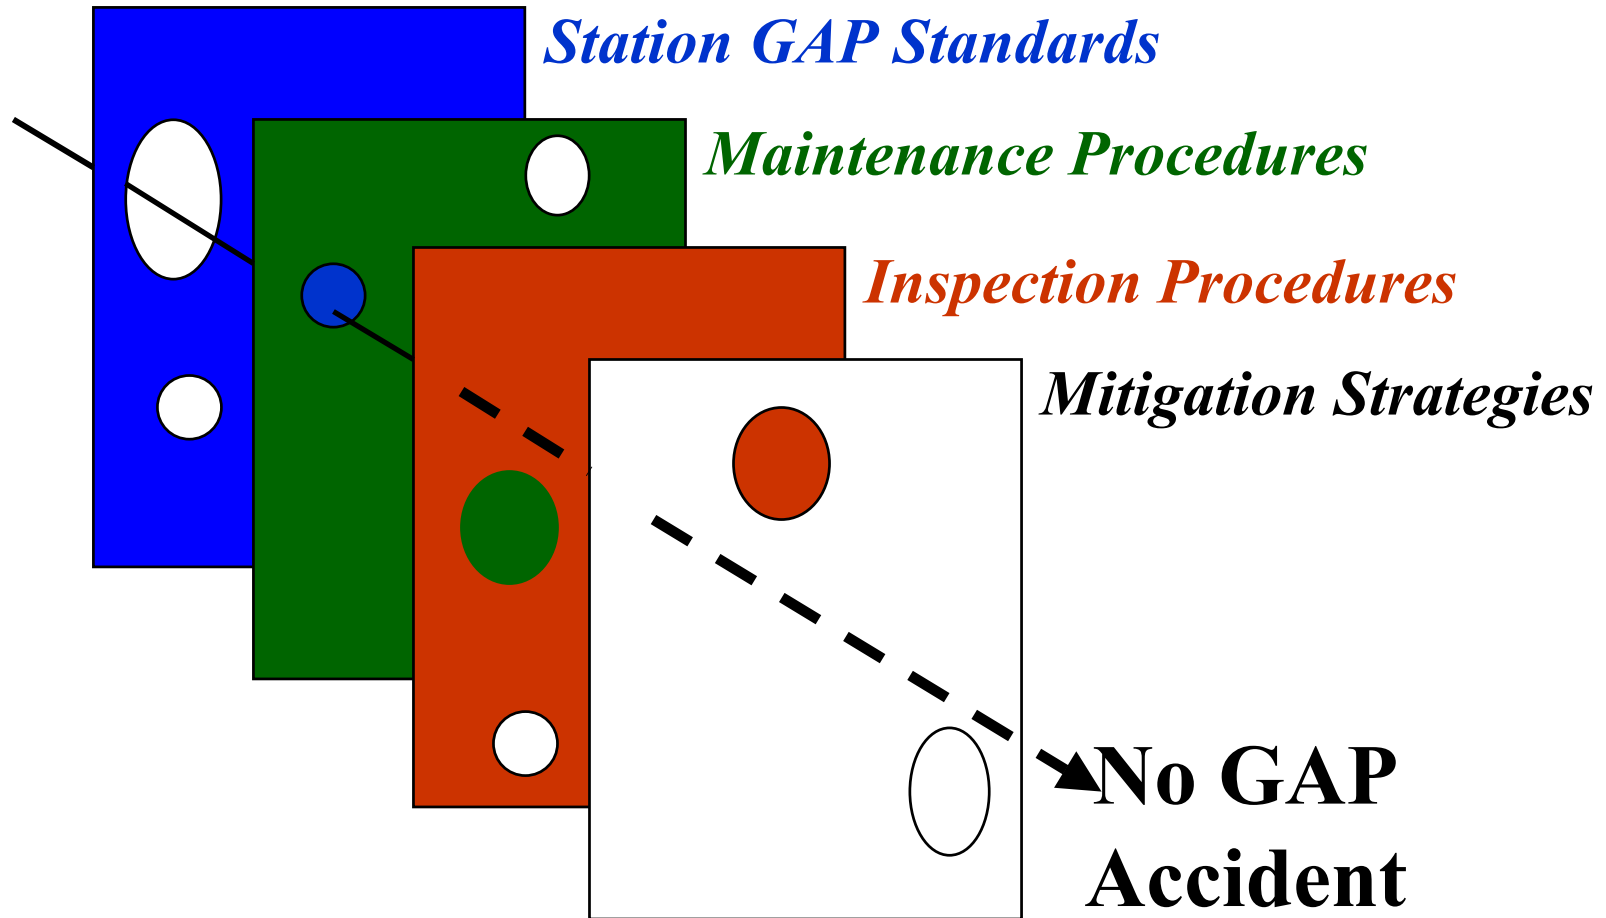 Station GAP Standards
Maintenance Procedures
Inspection Procedures
Mitigation Strategies
No GAP
Accident